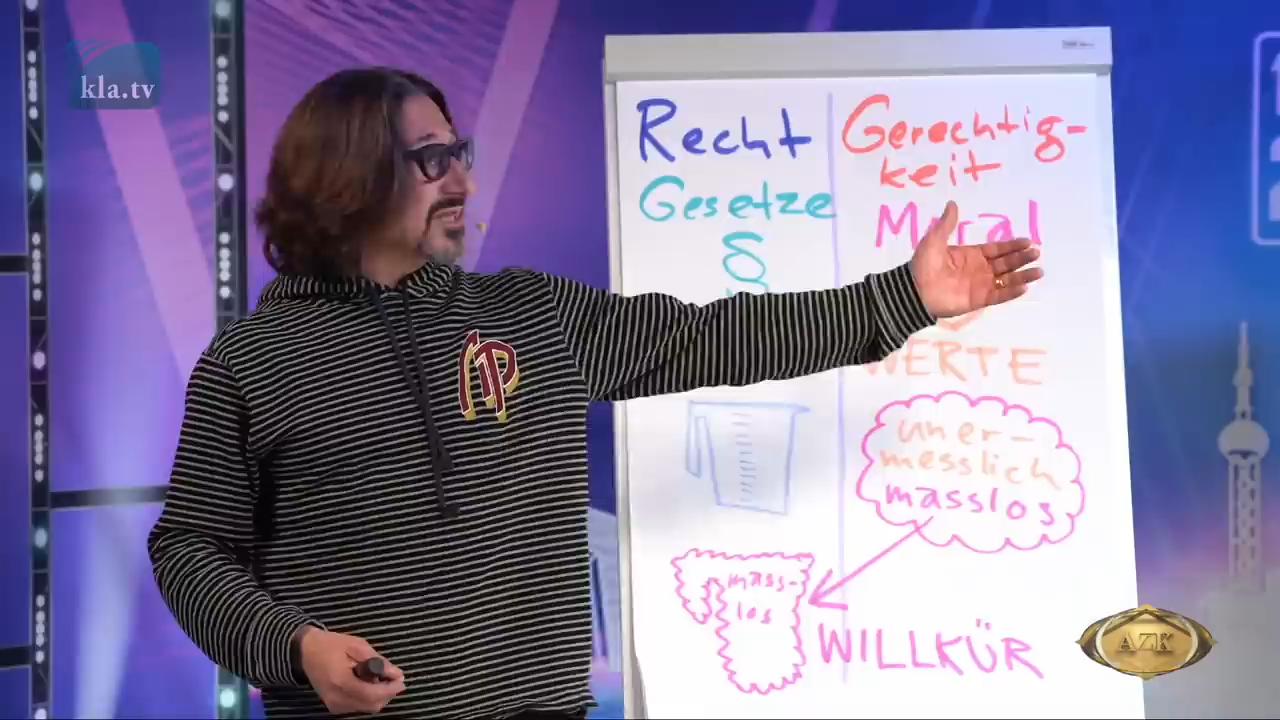 kla.tv
Recht
Gesetze
§
Gerechtig-
keit
Moral
WERTE
uner-
messlich
masslos
mass-
los
WILLKÜR
AZK